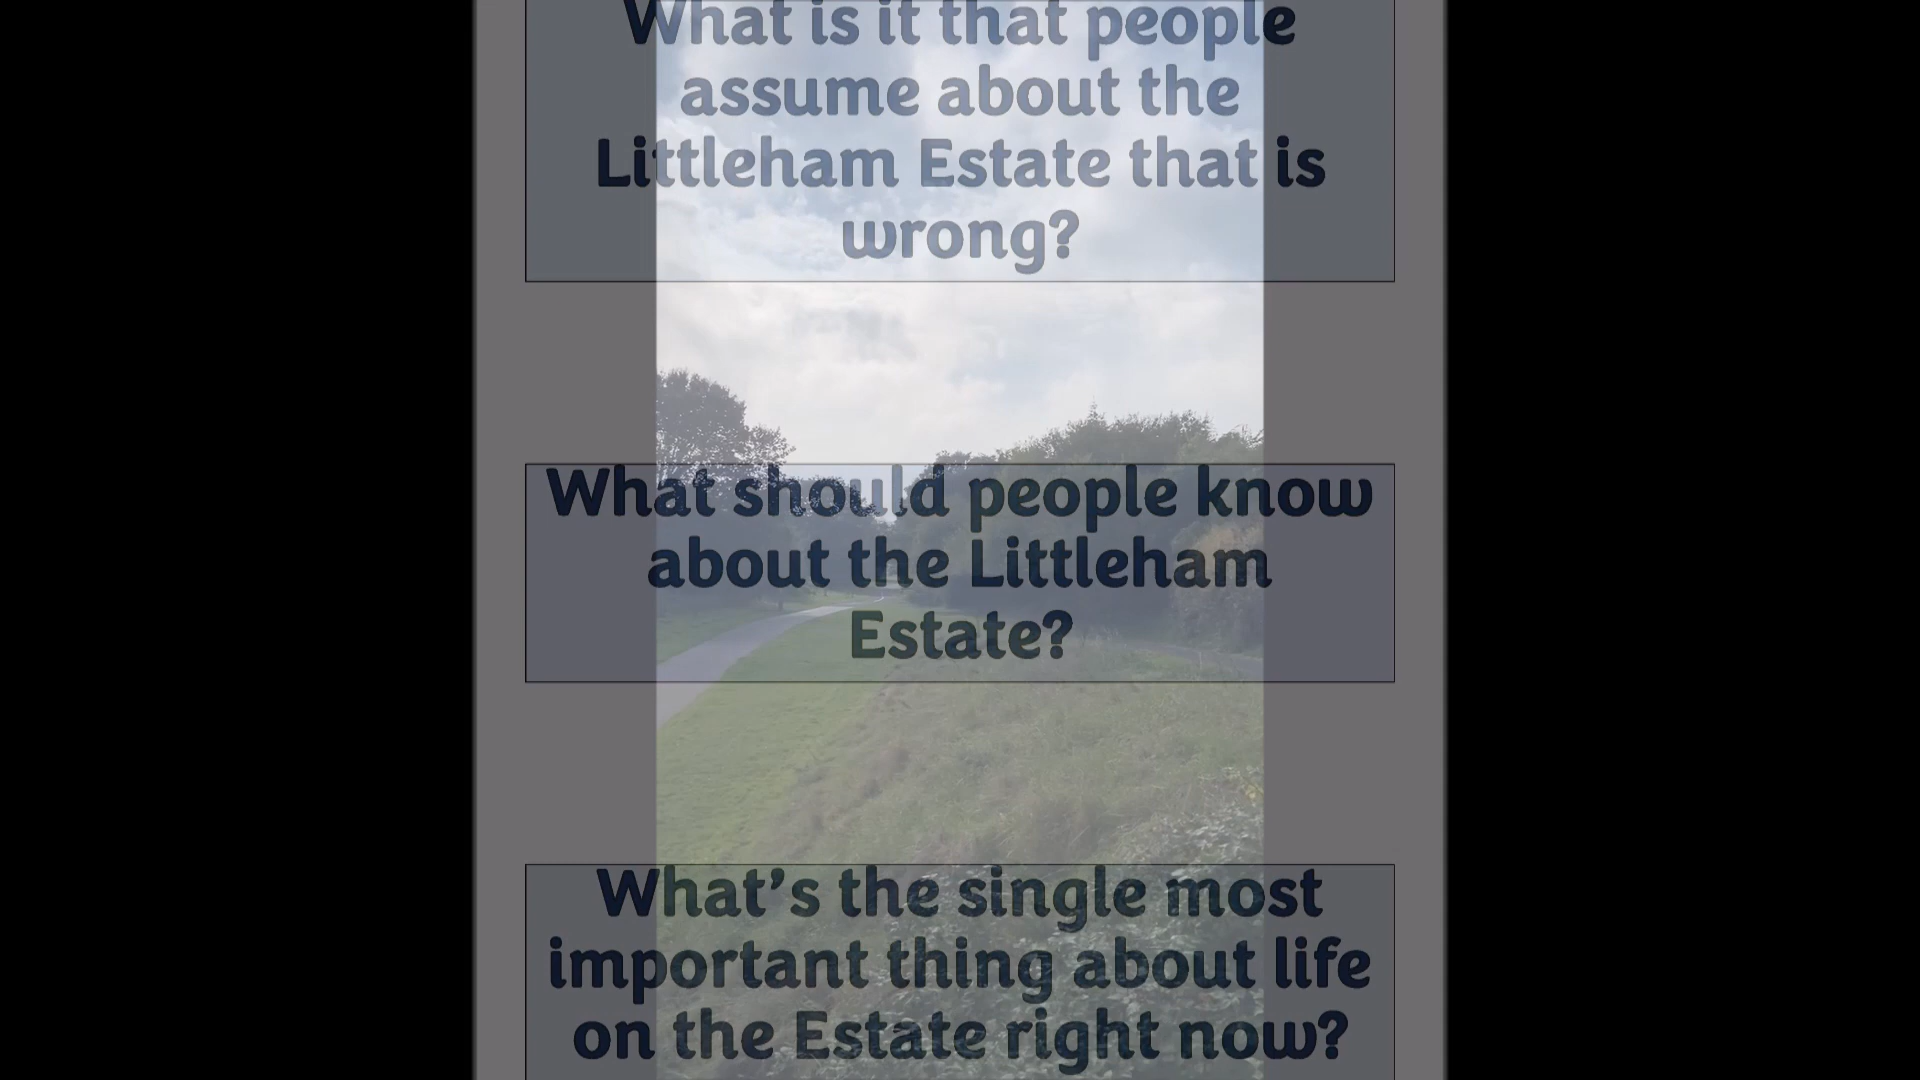 What is it that people
assume about the
Littleham Estate that is
wrong?
What should people know
about the Littleham
Estate?
What's the single most
important thing about life
on the Estate right now?